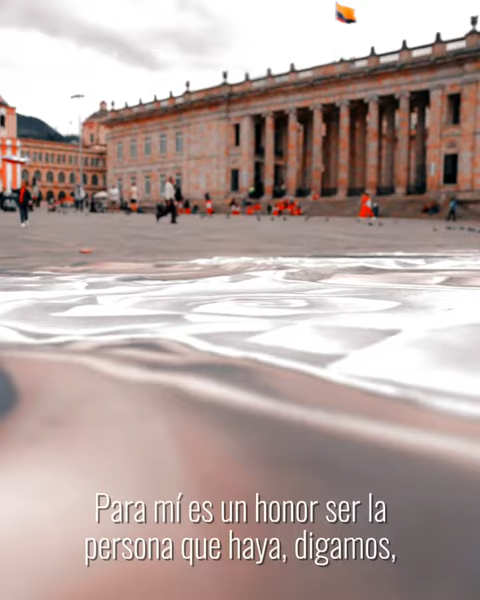 Para mí es un honor ser la
persona que haya, digamos,